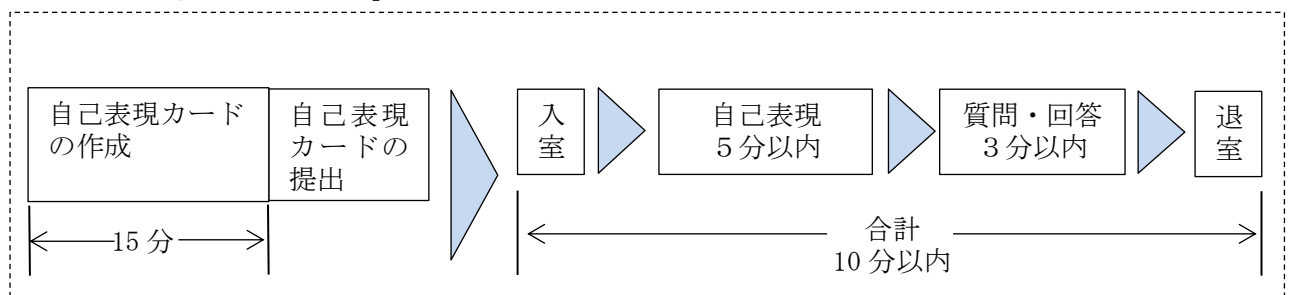 自己表現カード
の作成
自己表現
カードの
提出
入
室
自己表現
５分以内
質問・回答
３分以内
退
室
15 分
合計
10 分以内